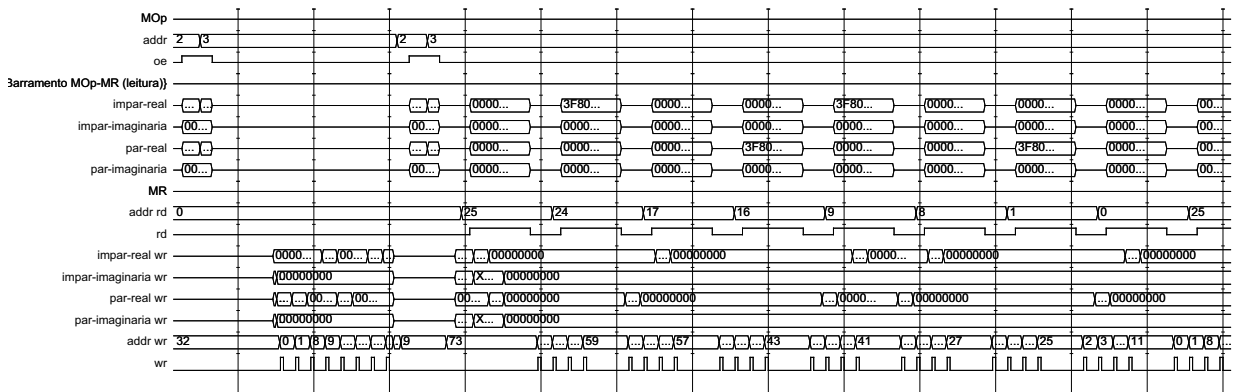 MOp
addr 2 3 2 3
oe
Barramento MOp-MR (leitura)}
impar-real ... ... ... ... 0000... 3F80... 0000... 0000... 3F80... 0000... 0000... 0000... 00...
impar-imaginaria 00... 00... 0000... 0000... 0000... 0000... 0000... 0000... 0000... 0000... 00...
par-real ... ... ... ... 0000... 0000... 0000... 3F80... 0000... 0000... 3F80... 0000... 00...
par-imaginaria 00... 00... 0000... 0000... 0000... 0000... 0000... 0000... 0000... 0000... 00...
MR
addr rd 0 25 24 17 16 9 8 1 0 25
rd
impar-real wr 0000... ... 00... ... ... ... ... 00000000 ... 00000000 ... 0000... ... 00000000 ... 00000000
impar-imaginaria wr 00000000 ... X... 00000000
par-real wr ... ... 00... ... 00... 00... ... 00000000 ... 00000000 ... 0000... ... 00000000 ... 00000000
par-imaginaria wr 00000000 ... X... 00000000
addr wr 32 0 1 8 9 ... ... ... ... 9 73 ... ... ... 59 ... ... ... 57 ... ... ... 43 ... ... ... 41 ... ... ... 27 ... ... ... 25 2 3 ... 11 0 1 8 ...
wr